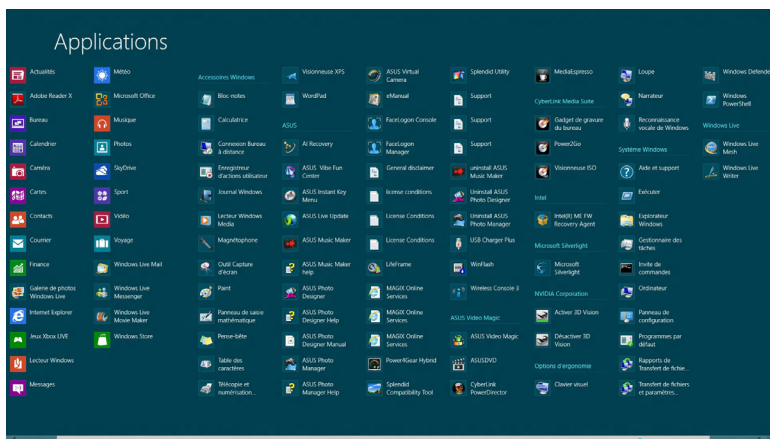 Applications
Actualités
Adobe Reader X
Bureau
Calendrier
Caméra
Cartes
Contacts
Courrier
Finance
Galerie de photos
Windows Live
Internet Explorer
Jeux Xbox LIVE
Lecteur Windows
Messages
Météo
Microsoft Office
Musique
Photos
SkyDrive
Sport
Vidéo
Voyage
Windows Live Mail
Windows Live
Messenger
Windows Live
Movie Maker
Windows Store
Accessoires Windows
Bloc-notes
Calculatrice
Connexion Bureau
à distance
Enregistreur
d'actions utilisateur
Journal Windows
Lecteur Windows
Media
Magnétophone
Outil Capture
d'écran
Paint
Panneau de saisie
mathématique
Pense-bête
Table des
caractères
Télécopie et
numérisation...
Visionneuse XPS
WordPad
ASUS
AI Recovery
ASUS Vibe Fun
Center
ASUS Instant Key
Menu
ASUS Live Update
ASUS Music Maker
ASUS Music Maker
help
ASUS Photo
Designer
ASUS Photo
Designer Help
ASUS Photo
Designer Manual
ASUS Photo
Manager
ASUS Photo
Manager Help
ASUS Virtual
Camera
eManual
FaceLogon Console
FaceLogon
Manager
General disclaimer
license conditions
License Conditions
License Conditions
LifeFrame
MAGIX Online
Services
MAGIX Online
Services
MAGIX Online
Services
Power4Gear Hybrid
Splendid
Compatibility Tool
Splendid Utility
Support
Support
Support
uninstall ASUS
Music Maker
Uninstall ASUS
Photo Designer
Uninstall ASUS
Photo Manager
USB Charger Plus
WinFlash
Wireless Console 3
ASUS Video Magic
ASUS Video Magic
ASUSDVD
CyberLink
PowerDirector
MediaEspresso
CyberLink Media Suite
Gadget de gravure
du bureau
Power2Go
Visionneuse ISO
Intel
Intel(R) ME FW
Recovery Agent
Microsoft Silverlight
Microsoft
Silverlight
NVIDIA Corporation
Activer 3D Vision
Désactiver 3D
Vision
Options d'ergonomie
Clavier visuel
Loupe
Narrateur
Reconnaissance
vocale de Windows
Système Windows
Aide et support
Exécuter
Explorateur
Windows
Gestionnaire des
tâches
Invite de
commandes
Ordinateur
Panneau de
configuration
Programmes par
défaut
Rapports de
Transfert de fichie...
Transfert de fichiers
et paramètres...
Windows Defende
Windows
PowerShell
Windows Live
Windows Live
Mesh
Windows Live
Writer